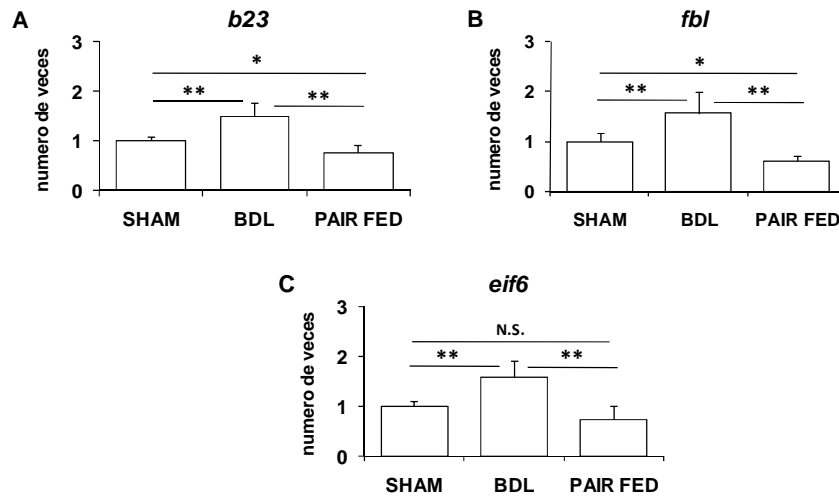 A
b23
numero de veces
3
2
1
0
*
** **
SHAM BDL PAIR FED
B
fbl
numero de veces
3
2
1
0
*
** **
SHAM BDL PAIR FED
C
eif6
numero de veces
3
2
1
0
N.S.
** **
SHAM BDL PAIR FED